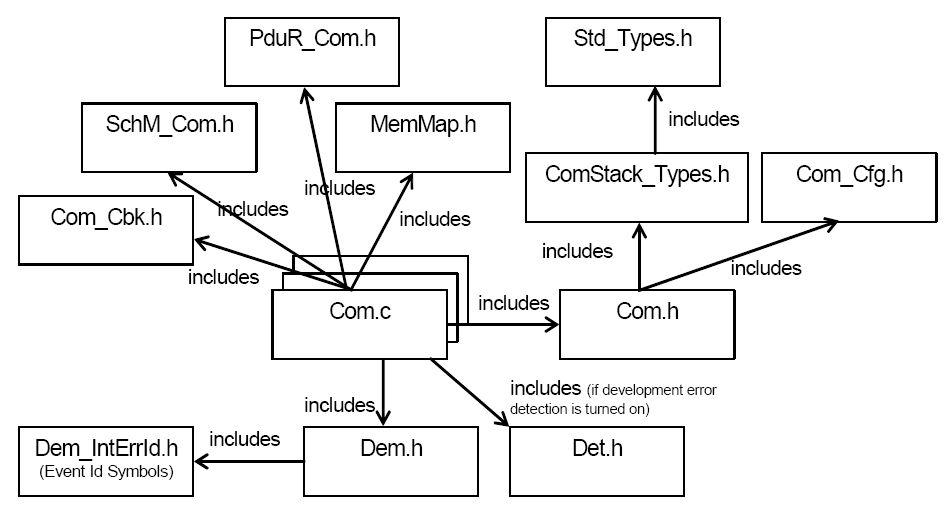 PduR_Com.h
Std_Types.h
SchM_Com.h
MemMap.h
includes
ComStack_Types.h
Com_Cfg.h
includes
Com_Cbk.h
includes
includes
includes
includes
includes
Com.c
includes
Com.h
includes (if development error
detection is turned on)
includes
Dem_IntErrId.h
(Event Id Symbols)
includes
Dem.h
Det.h